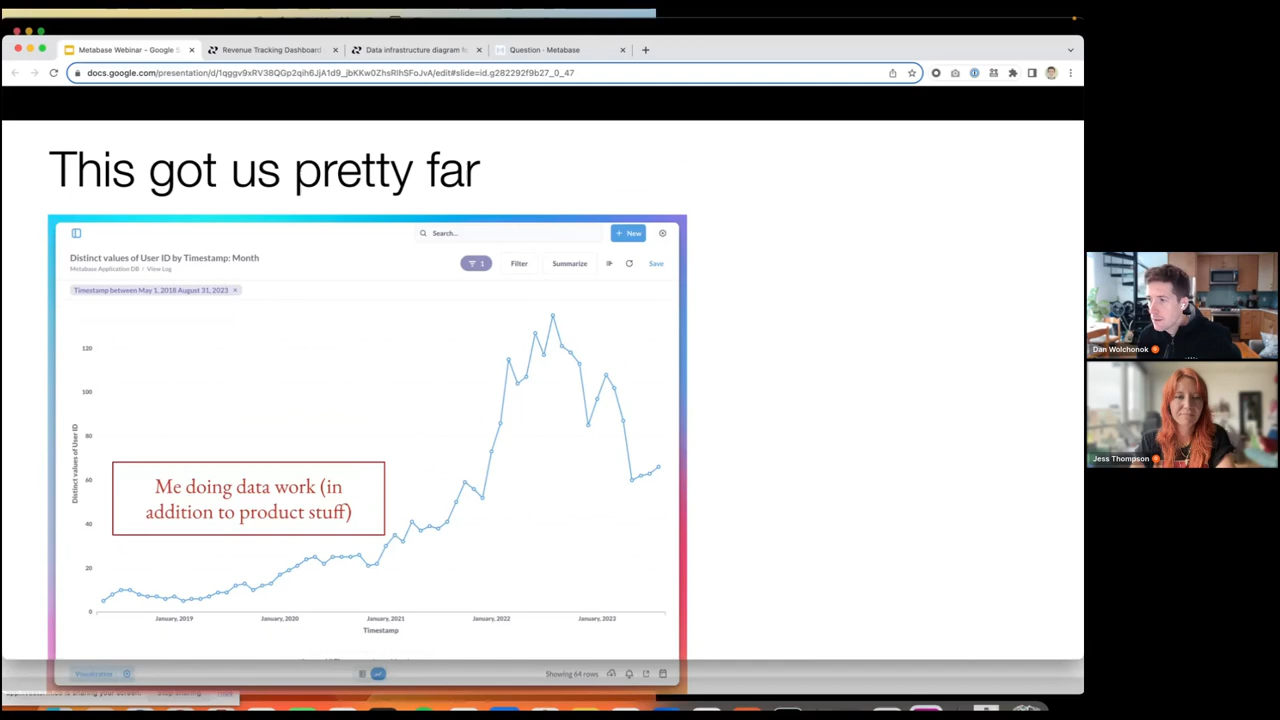 Metabase Webinar - Google S
Revenue Tracking Dashboard
Data infrastructure diagram
Question · Metabase
docs.google.com/presentation/d/1qggv9xRV38QGp2qih6JjA1d9_jbKKw0ZhsRlhSFoJvA/edit#slide=id.g282292f9b27_0_47
This got us pretty far
Search...
+ New
Distinct values of User ID by Timestamp: Month
Metabase Application DB / View Log
1
Filter
Summarize
Save
Timestamp between May 1, 2018 August 31, 2023 ×
120
100
80
60
40
20
0
Distinct values of User ID
Me doing data work (in
addition to product stuff)
January, 2019
January, 2020
January, 2021
January, 2022
January, 2023
Timestamp
Visualization
Showing 64 rows
Stop sharing
Hide
Dan Wolchonok
Jess Thompson